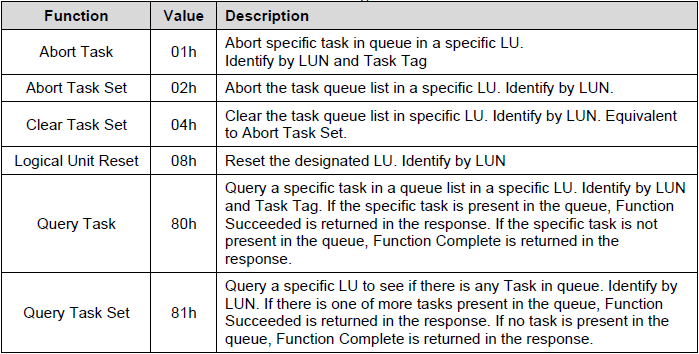 Function Value Description
Abort Task 01h Abort specific task in queue in a specific LU.
Identify by LUN and Task Tag
Abort Task Set 02h Abort the task queue list in a specific LU. Identify by LUN.
Clear Task Set 04h Clear the task queue list in specific LU. Identify by LUN. Equivalent
to Abort Task Set.
Logical Unit Reset 08h Reset the designated LU. Identify by LUN
Query Task 80h Query a specific task in a queue list in a specific LU. Identify by LUN
and Task Tag. If the specific task is present in the queue, Function
Succeeded is returned in the response. If the specific task is not
present in the queue, Function Complete is returned in the
response.
Query Task Set 81h Query a specific LU to see if there is any Task in queue. Identify by
LUN. If there is one of more tasks present in the queue, Function
Succeeded is returned in the response. If no task is present in the
queue, Function Complete is returned in the response.